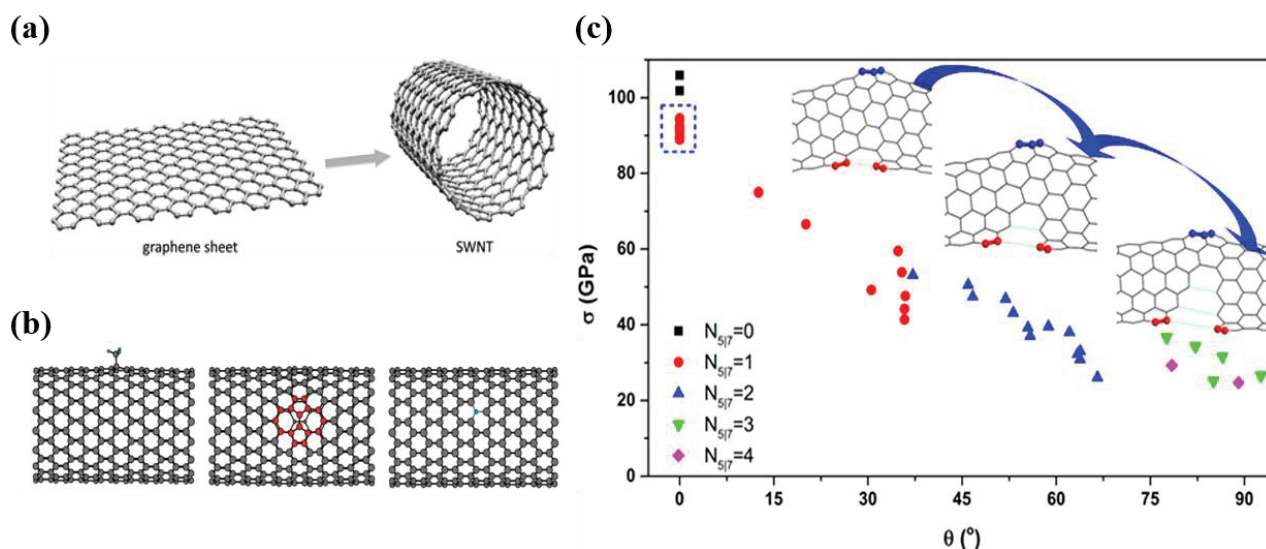 (a)
graphene sheet
SWNT
(b)
(c)
σ (GPa)
100
80
60
40
20
0
N5|7=0
N5|7=1
N5|7=2
N5|7=3
N5|7=4
0 15 30 45 60 75 90
θ (°)